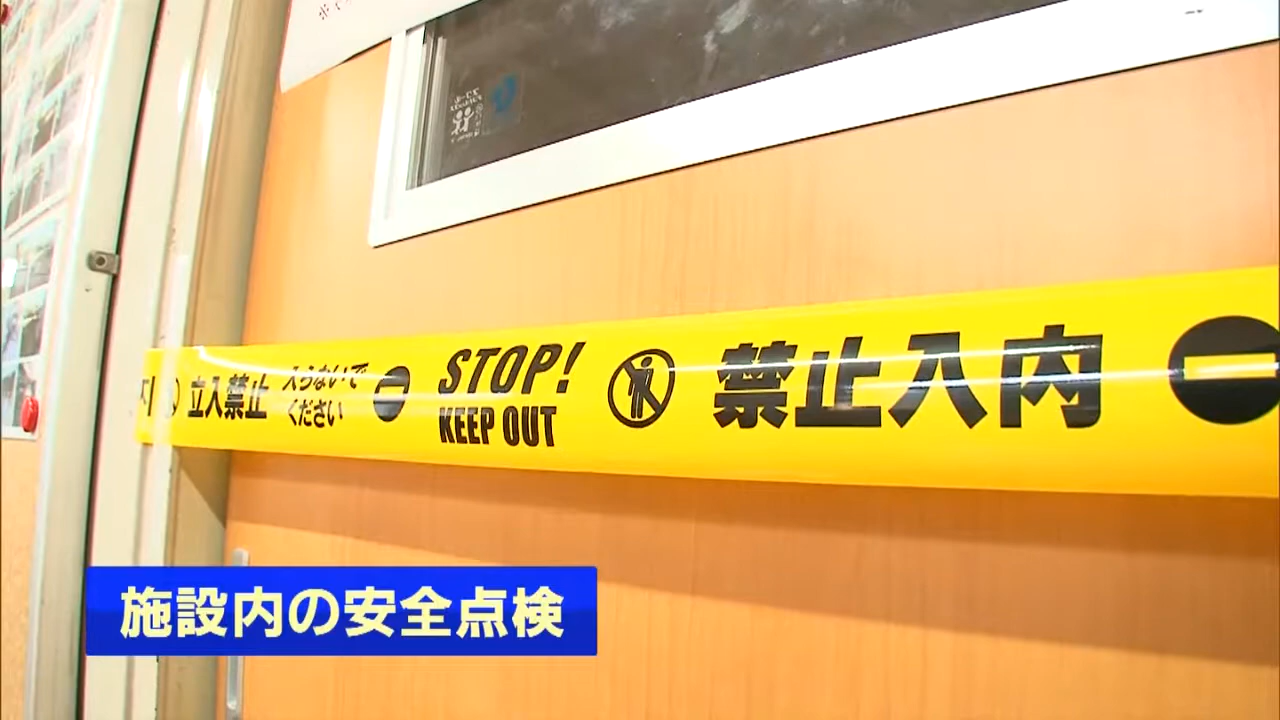 立入禁止
入らないで
ください
STOP!
KEEP OUT
禁止入内
施設内の安全点検